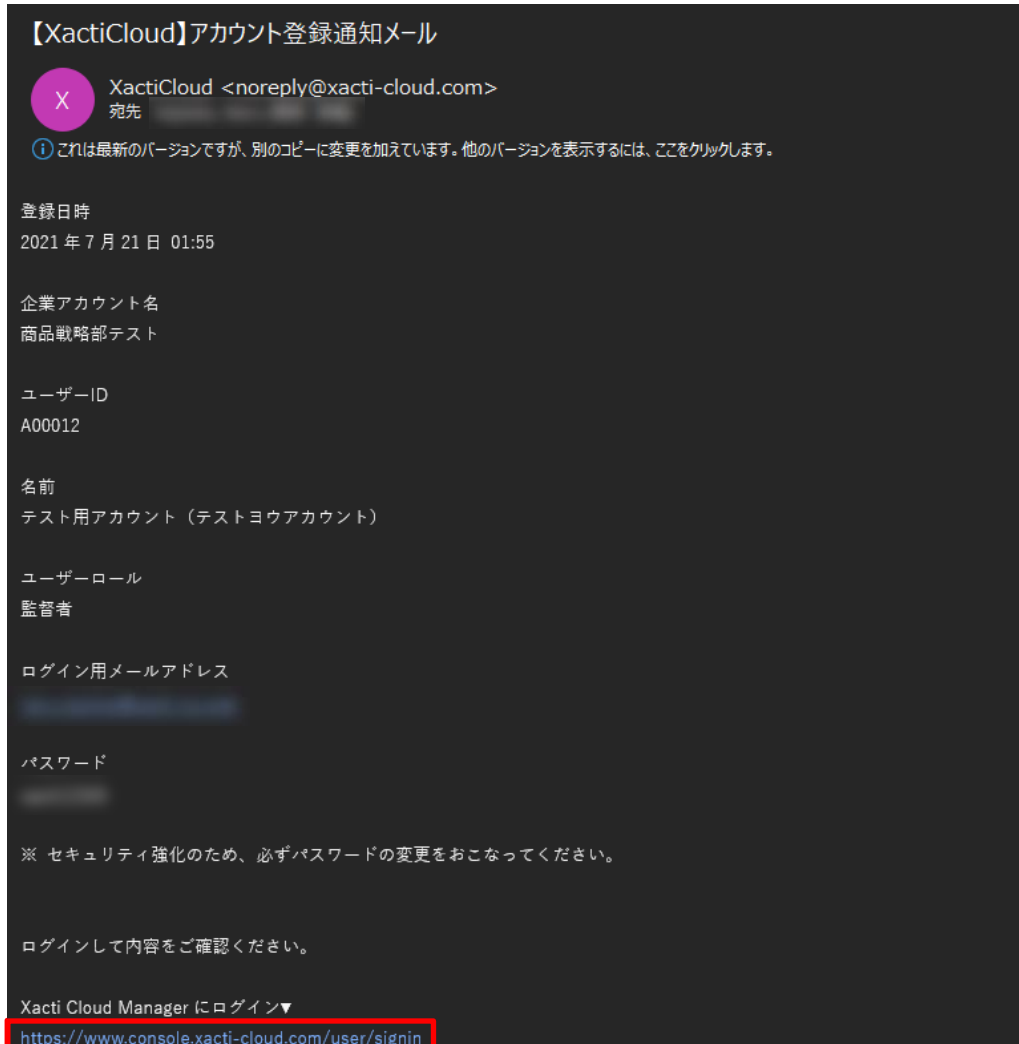 【XactiCloud】アカウント登録通知メール
X
XactiCloud <noreply@xacti-cloud.com>
宛先
これは最新のバージョンですが、別のコピーに変更を加えています。他のバージョンを表示するには、ここをクリックします。
登録日時
2021 年 7 月 21 日 01:55
企業アカウント名
商品戦略部テスト
ユーザーID
A00012
名前
テスト用アカウント（テストヨウアカウント）
ユーザーロール
監督者
ログイン用メールアドレス
パスワード
※ セキュリティ強化のため、必ずパスワードの変更をおこなってください。
ログインして内容をご確認ください。
Xacti Cloud Manager にログイン▼
https://www.console.xacti-cloud.com/user/signin